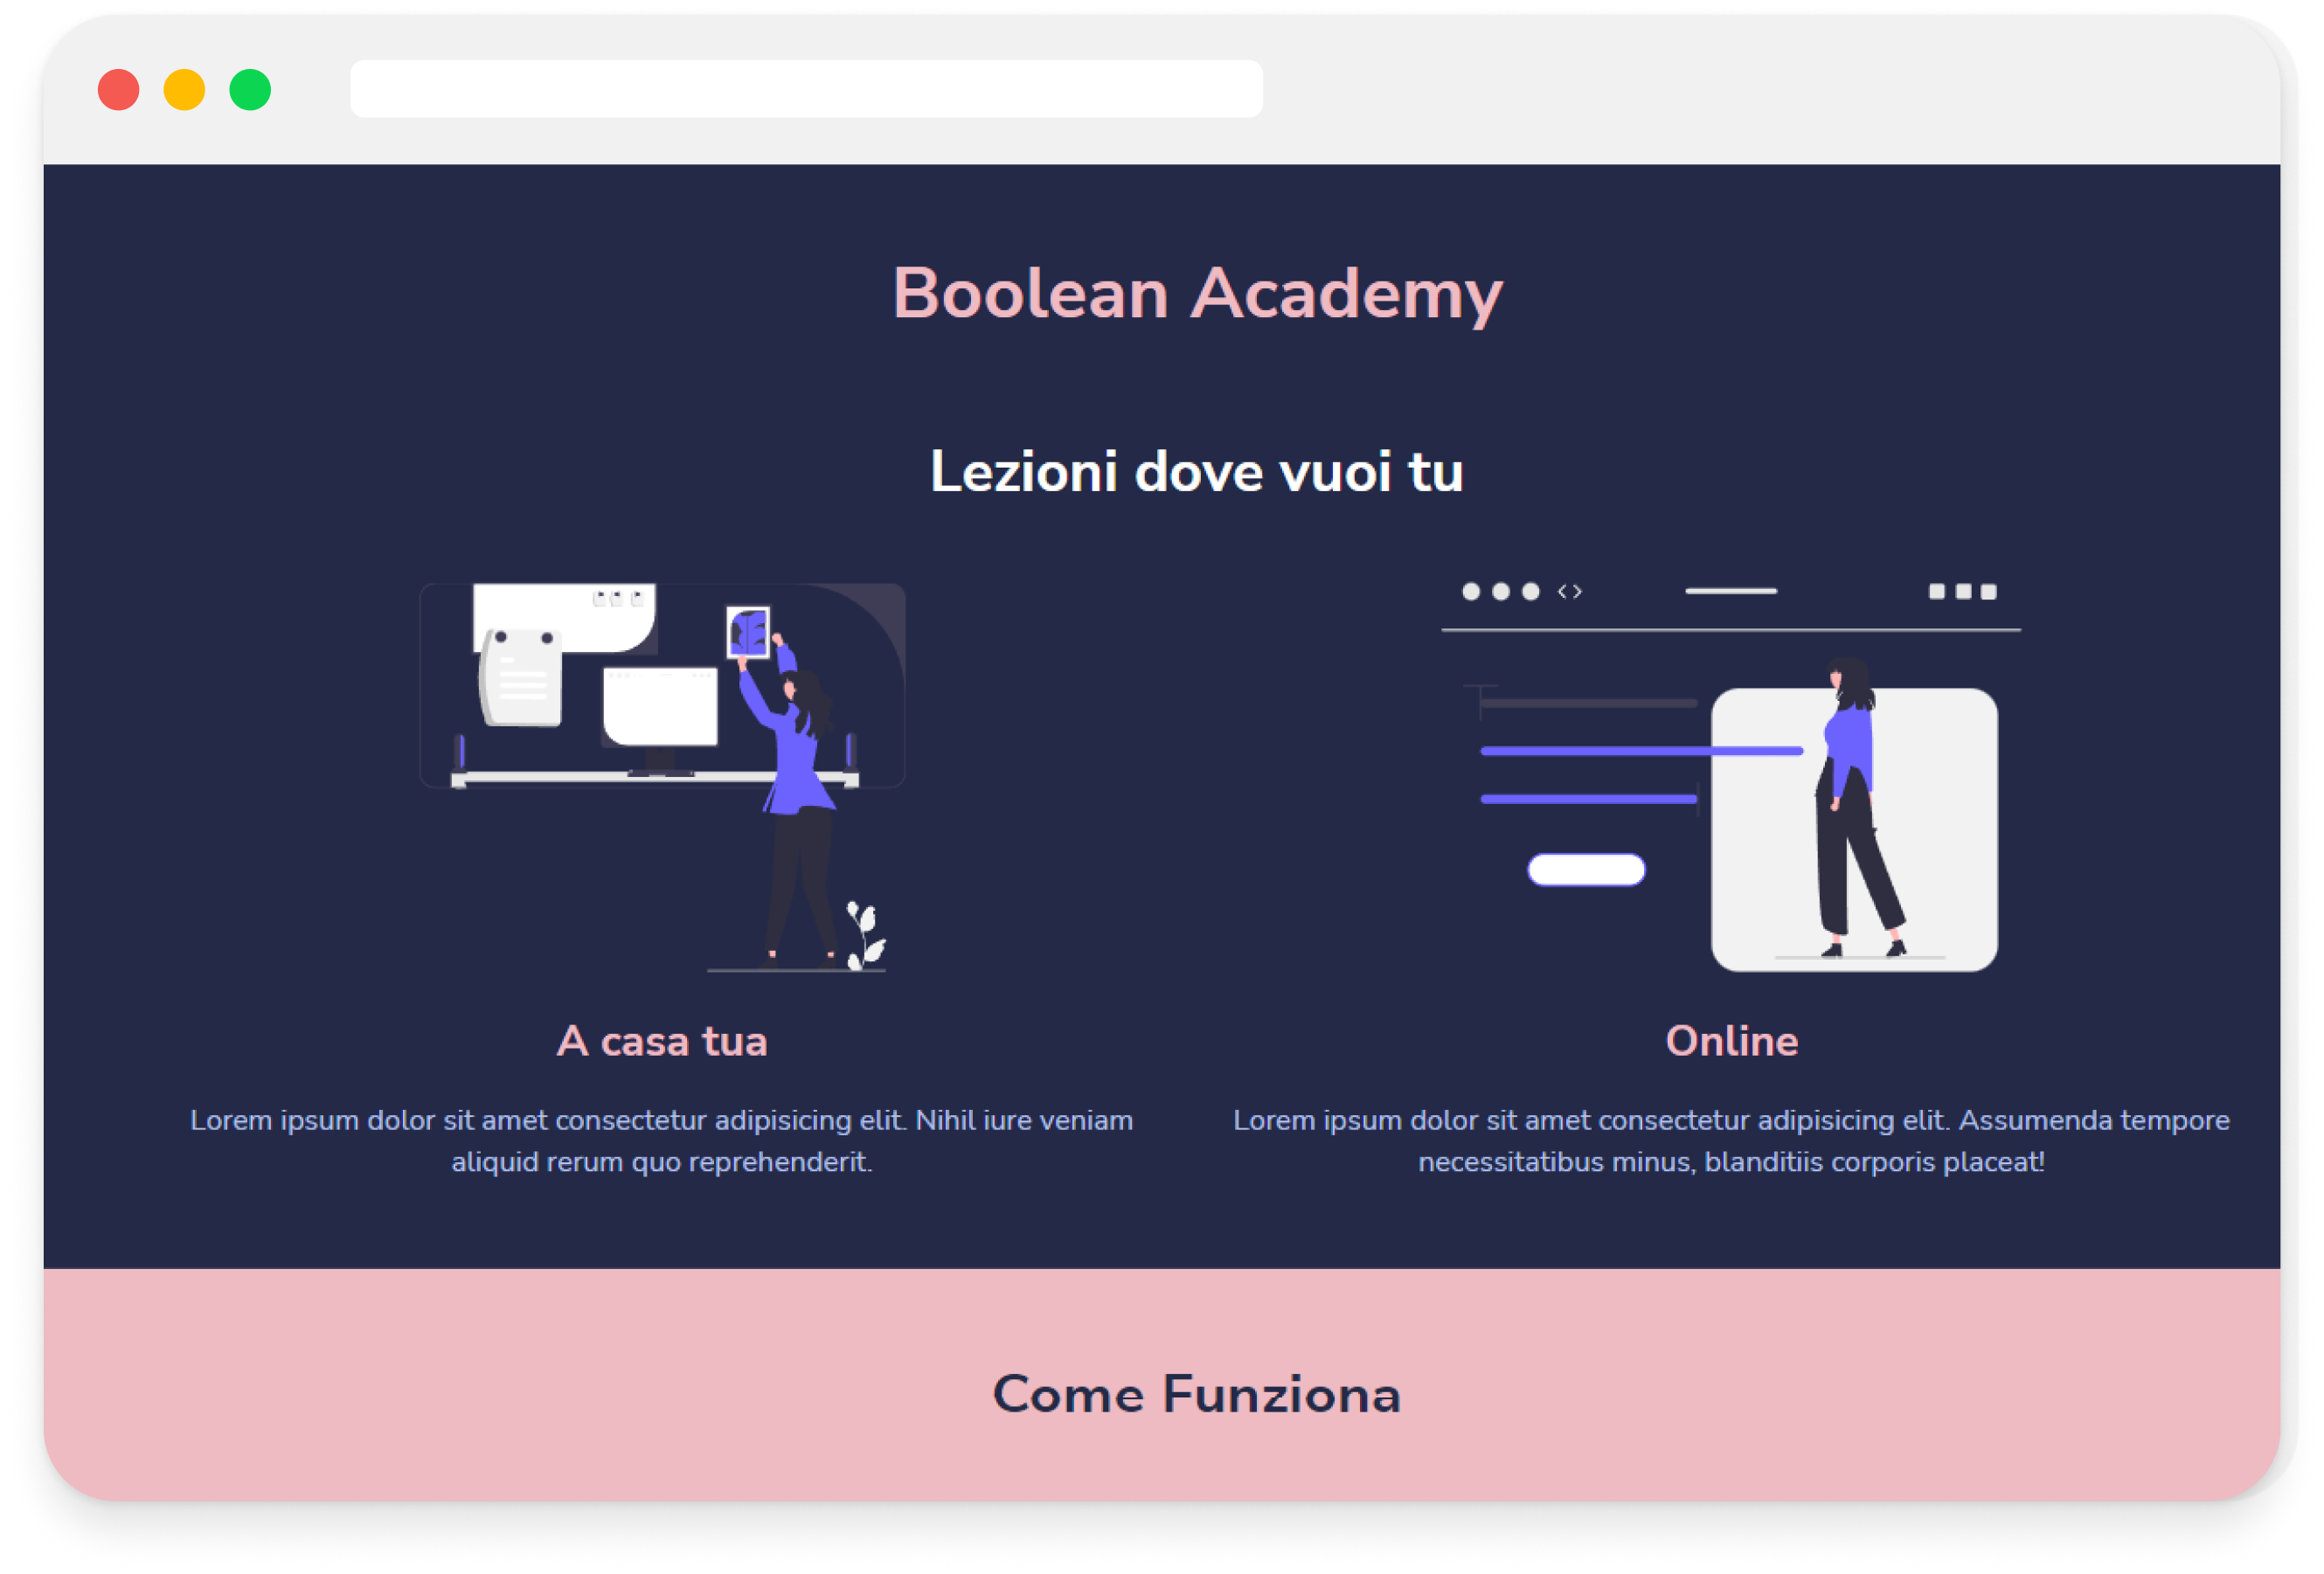 Boolean Academy
Lezioni dove vuoi tu
A casa tua
Lorem ipsum dolor sit amet consectetur adipisicing elit. Nihil iure veniam
aliquid rerum quo reprehenderit.
Online
Lorem ipsum dolor sit amet consectetur adipisicing elit. Assumenda tempore
necessitatibus minus, blanditiis corporis placeat!
Come Funziona